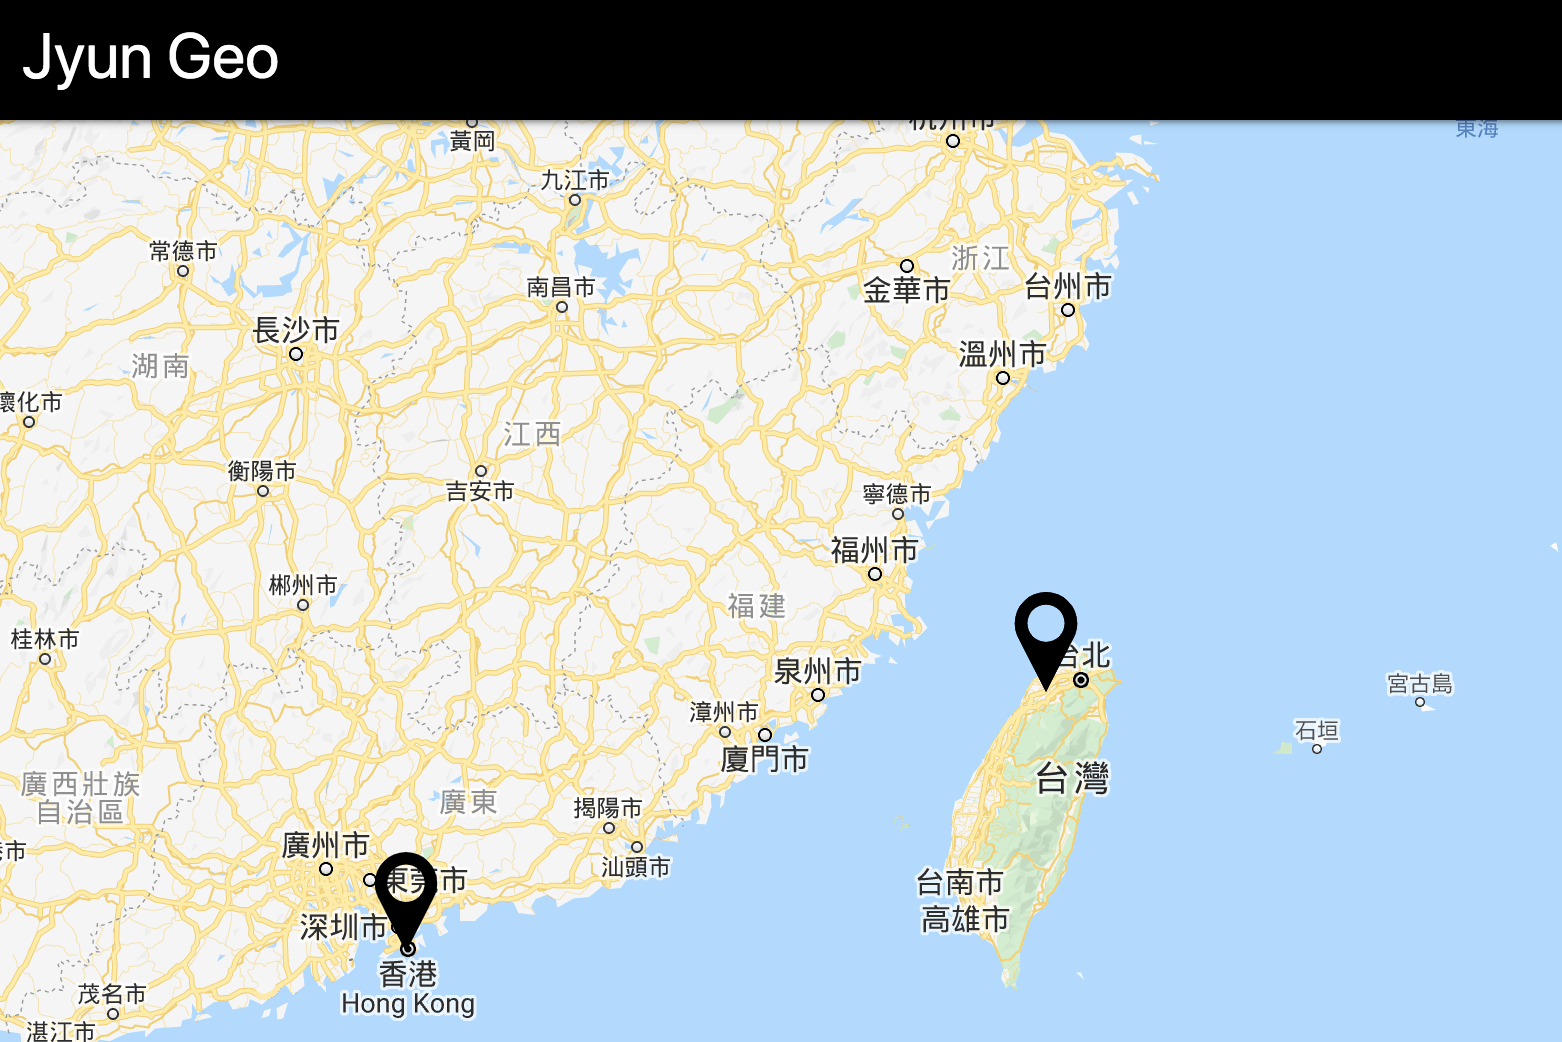 Jyun Geo
杭州市
東海
黃岡
九江市
常德市
浙江
金華市
台州市
南昌市
長沙市
湖南
溫州市
懷化市
江西
衡陽市
吉安市
寧德市
福州市
郴州市
福建
桂林市
台北
泉州市
宮古島
漳州市
石垣
廈門市
台灣
廣西壯族
自治區
廣東
揭陽市
廣州市
市
汕頭市
東莞市
台南市
高雄市
深圳市
香港
Hong Kong
茂名市
湛江市